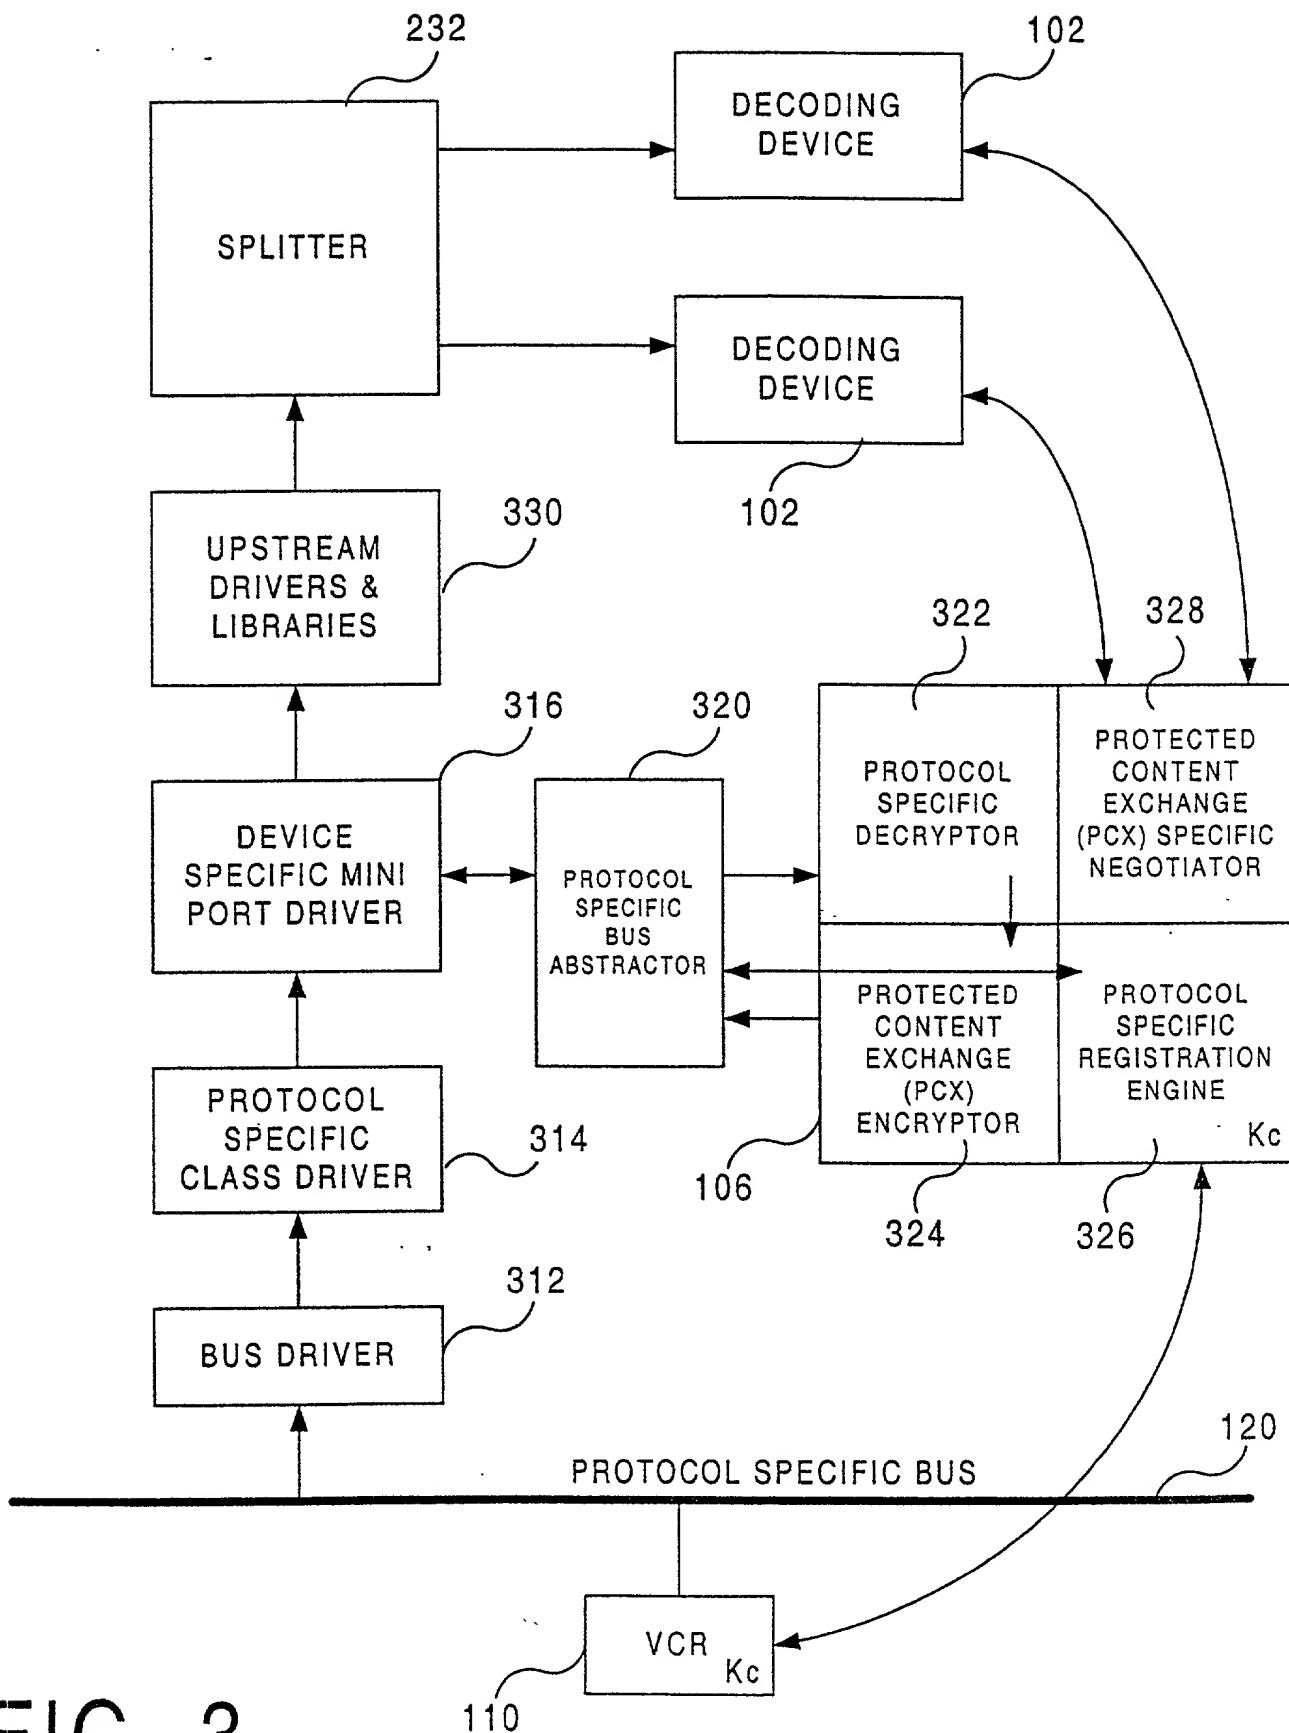 232
102
DECODING
DEVICE
SPLITTER
DECODING
DEVICE
102
330
UPSTREAM
DRIVERS &
LIBRARIES
322
328
316
320
PROTECTED
CONTENT
EXCHANGE
(PCX) SPECIFIC
NEGOTIATOR
PROTOCOL
SPECIFIC
DECRYPTOR
DEVICE
SPECIFIC MINI
PORT DRIVER
PROTOCOL
SPECIFIC
BUS
ABSTRACTOR
PROTECTED
CONTENT
EXCHANGE
(PCX)
ENCRYPTOR
PROTOCOL
SPECIFIC
REGISTRATION
ENGINE
Kc
PROTOCOL
SPECIFIC
CLASS DRIVER
314
106
324
326
312
BUS DRIVER
120
PROTOCOL SPECIFIC BUS
VCR
Kc
110
FIG. 3